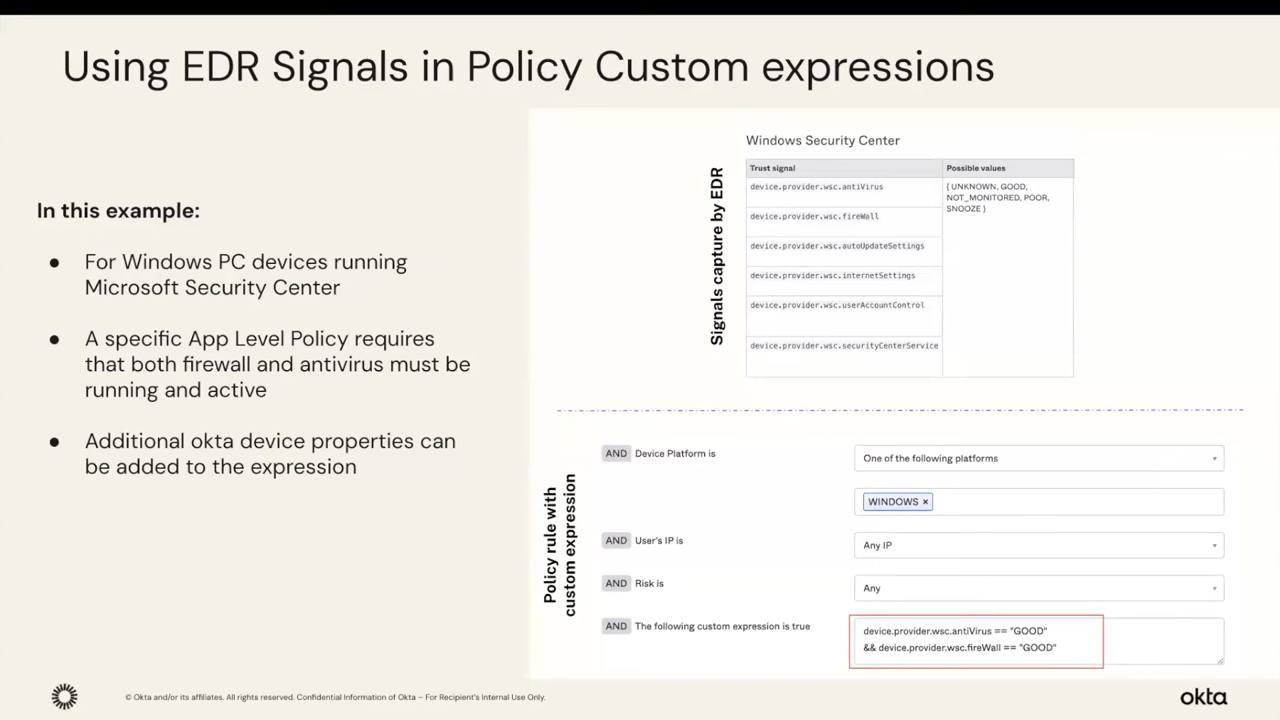 Using EDR Signals in Policy Custom expressions
In this example:
● For Windows PC devices running
Microsoft Security Center
● A specific App Level Policy requires
that both firewall and antivirus must be
running and active
● Additional okta device properties can
be added to the expression
Signals capture by EDR
Windows Security Center
Trust signal Possible values
device.provider.wsc.antiVirus { UNKNOWN, GOOD,
NOT_MONITORED, POOR,
SNOOZE }
device.provider.wsc.fireWall
device.provider.wsc.autoUpdateSettings
device.provider.wsc.internetSettings
device.provider.wsc.userAccountControl
device.provider.wsc.securityCenterService
Policy rule with
custom expression
AND Device Platform is One of the following platforms
WINDOWS ×
AND User's IP is Any IP
AND Risk is Any
AND The following custom expression is true
device.provider.wsc.antiVirus == "GOOD"
&& device.provider.wsc.fireWall == "GOOD"
© Okta and/or its affiliates. All rights reserved. Confidential Information of Okta – For Recipient's Internal Use Only.
okta